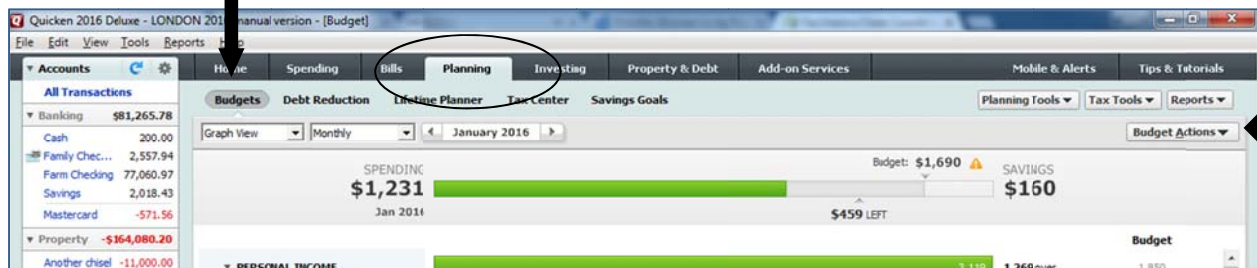 Quicken 2016 Deluxe - LONDON 201 manual version - [Budget]
File Edit View Tools Reports
Accounts Home Spending Bills Planning Investing Property & Debt Add-on Services Mobile & Alerts Tips & Tutorials
All Transactions Budgets Debt Reduction Lifetime Planner Tax Center Savings Goals Planning Tools Tax Tools Reports
Banking $81,265.78
Graph View Monthly January 2016 Budget Actions
Cash 200.00
Family Chec... 2,557.94
Farm Checking 77,060.97
Savings 2,018.43
Mastercard -571.56
Property -$164,080.20
Another chisel -11,000.00
SPENDING
$1,231
Jan 2016
Budget: $1,690
$459 LEFT
SAVINGS
$160
Budget
PERSONAL INCOME